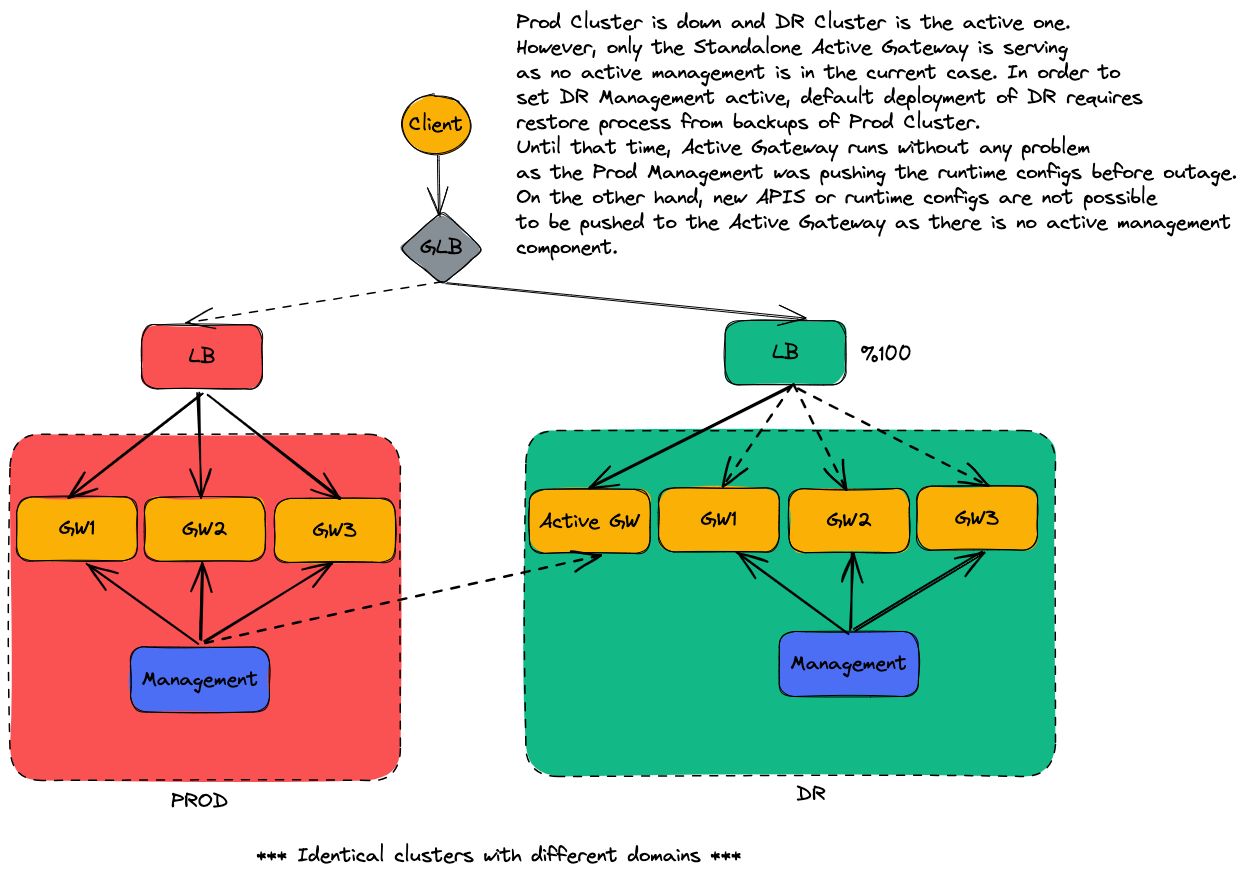 Prod Cluster is down and DR Cluster is the active one.
However, only the Standalone Active Gateway is serving
as no active management is in the current case. In order to
set DR Management active, default deployment of DR requires
restore process from backups of Prod Cluster.
Until that time, Active Gateway runs without any problem
as the Prod Management was pushing the runtime configs before outage.
On the other hand, new APIS or runtime configs are not possible
to be pushed to the Active Gateway as there is no active management
component.
Client
GLB
LB
LB
%100
GW1
GW2
GW3
Active GW
GW1
GW2
GW3
Management
Management
PROD
DR
*** Identical clusters with different domains ***